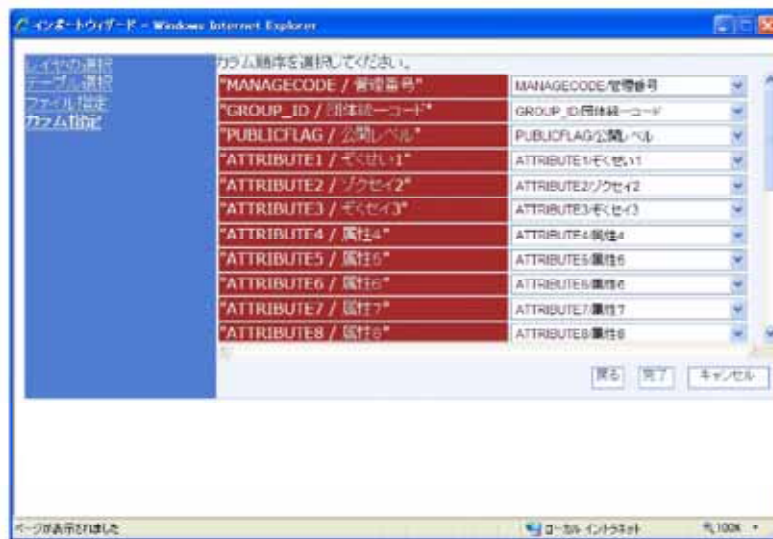 インポートウィザード - Windows Internet Explorer
レイヤの選択
テーブル選択
ファイル指定
カラム指定
カラム順序を選択してください。
"MANAGECODE / 管理番号" MANAGECODE/管理番号
"GROUP_ID / 団体統一コード" GROUP_ID/団体統一コード
"PUBLICFLAG / 公開レベル" PUBLICFLAG/公開レベル
"ATTRIBUTE1 / ぞくせい1" ATTRIBUTE1/ぞくせい1
"ATTRIBUTE2 / ゾクセイ2" ATTRIBUTE2/ゾクセイ2
"ATTRIBUTE3 / ぞくセイ3" ATTRIBUTE3/ぞくセイ3
"ATTRIBUTE4 / 属性4" ATTRIBUTE4/属性4
"ATTRIBUTE5 / 属性5" ATTRIBUTE5/属性5
"ATTRIBUTE6 / 属性6" ATTRIBUTE6/属性6
"ATTRIBUTE7 / 属性7" ATTRIBUTE7/属性7
"ATTRIBUTE8 / 属性8" ATTRIBUTE8/属性8
戻る 完了 キャンセル
ページが表示されました ローカル イントラネット 100%